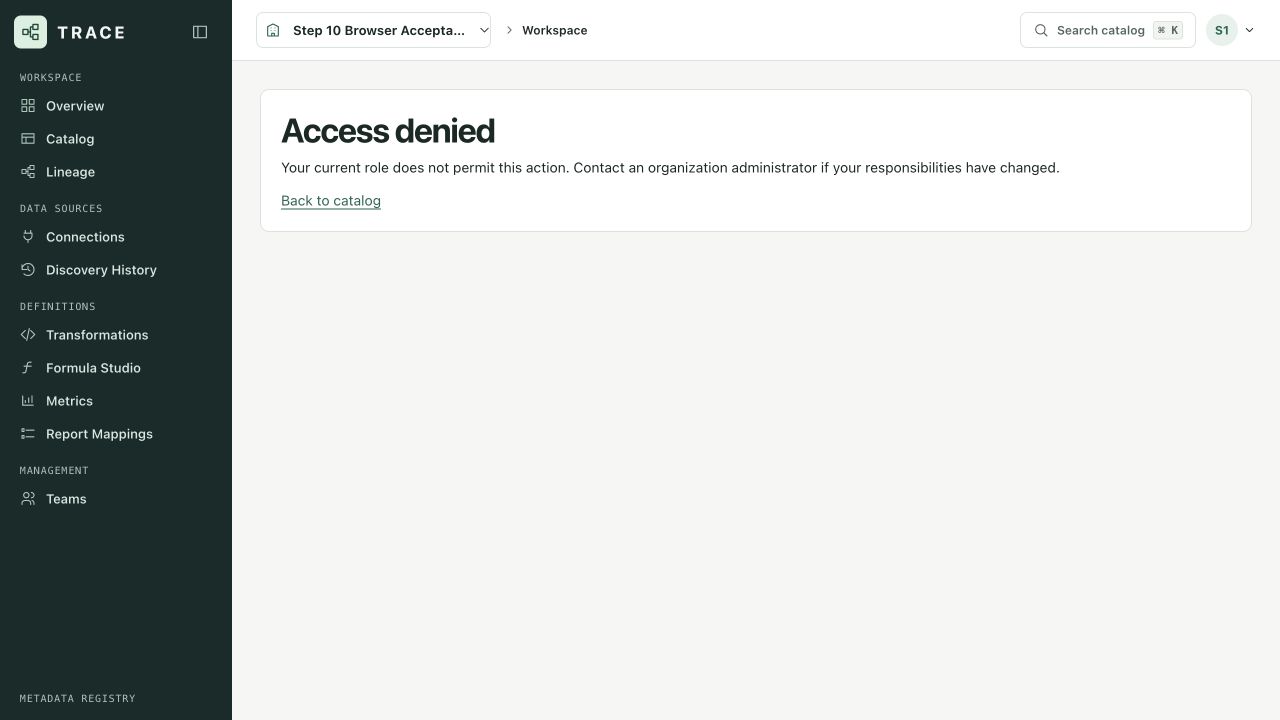 TRACE
WORKSPACE
Overview
Catalog
Lineage
DATA SOURCES
Connections
Discovery History
DEFINITIONS
Transformations
Formula Studio
Metrics
Report Mappings
MANAGEMENT
Teams
METADATA REGISTRY
Step 10 Browser Accepta...
Workspace
Search catalog ⌘ K
S1
Access denied
Your current role does not permit this action. Contact an organization administrator if your responsibilities have changed.
Back to catalog